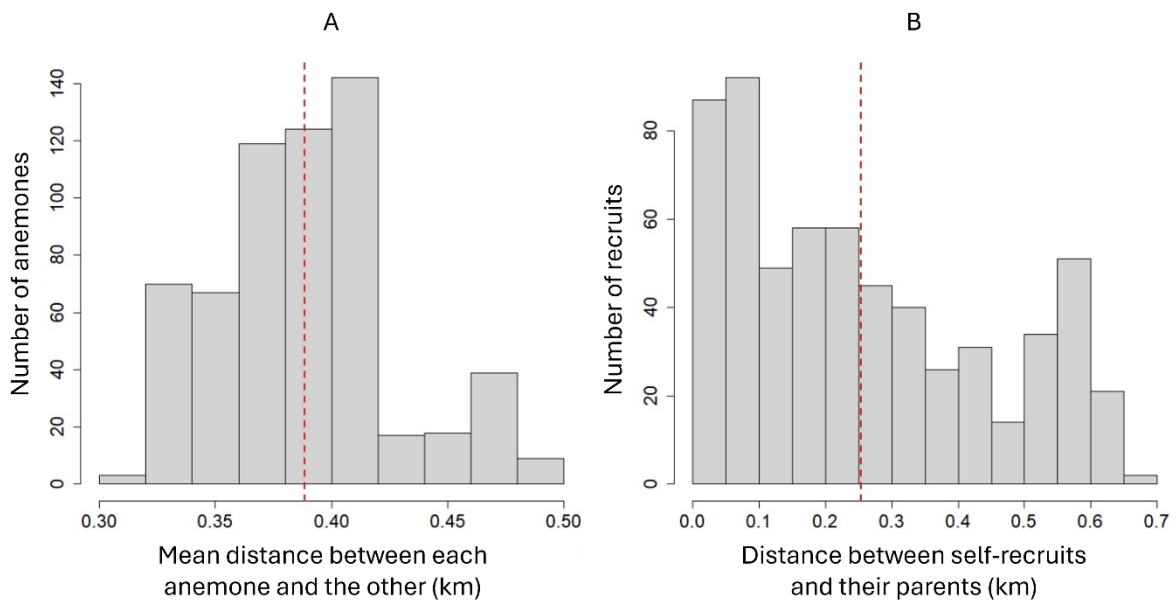 A
Number of anemones
140
120
100
80
60
40
20
0
0.30 0.35 0.40 0.45 0.50
Mean distance between each
anemone and the other (km)
B
Number of recruits
80
60
40
20
0
0.0 0.1 0.2 0.3 0.4 0.5 0.6 0.7
Distance between self-recruits
and their parents (km)